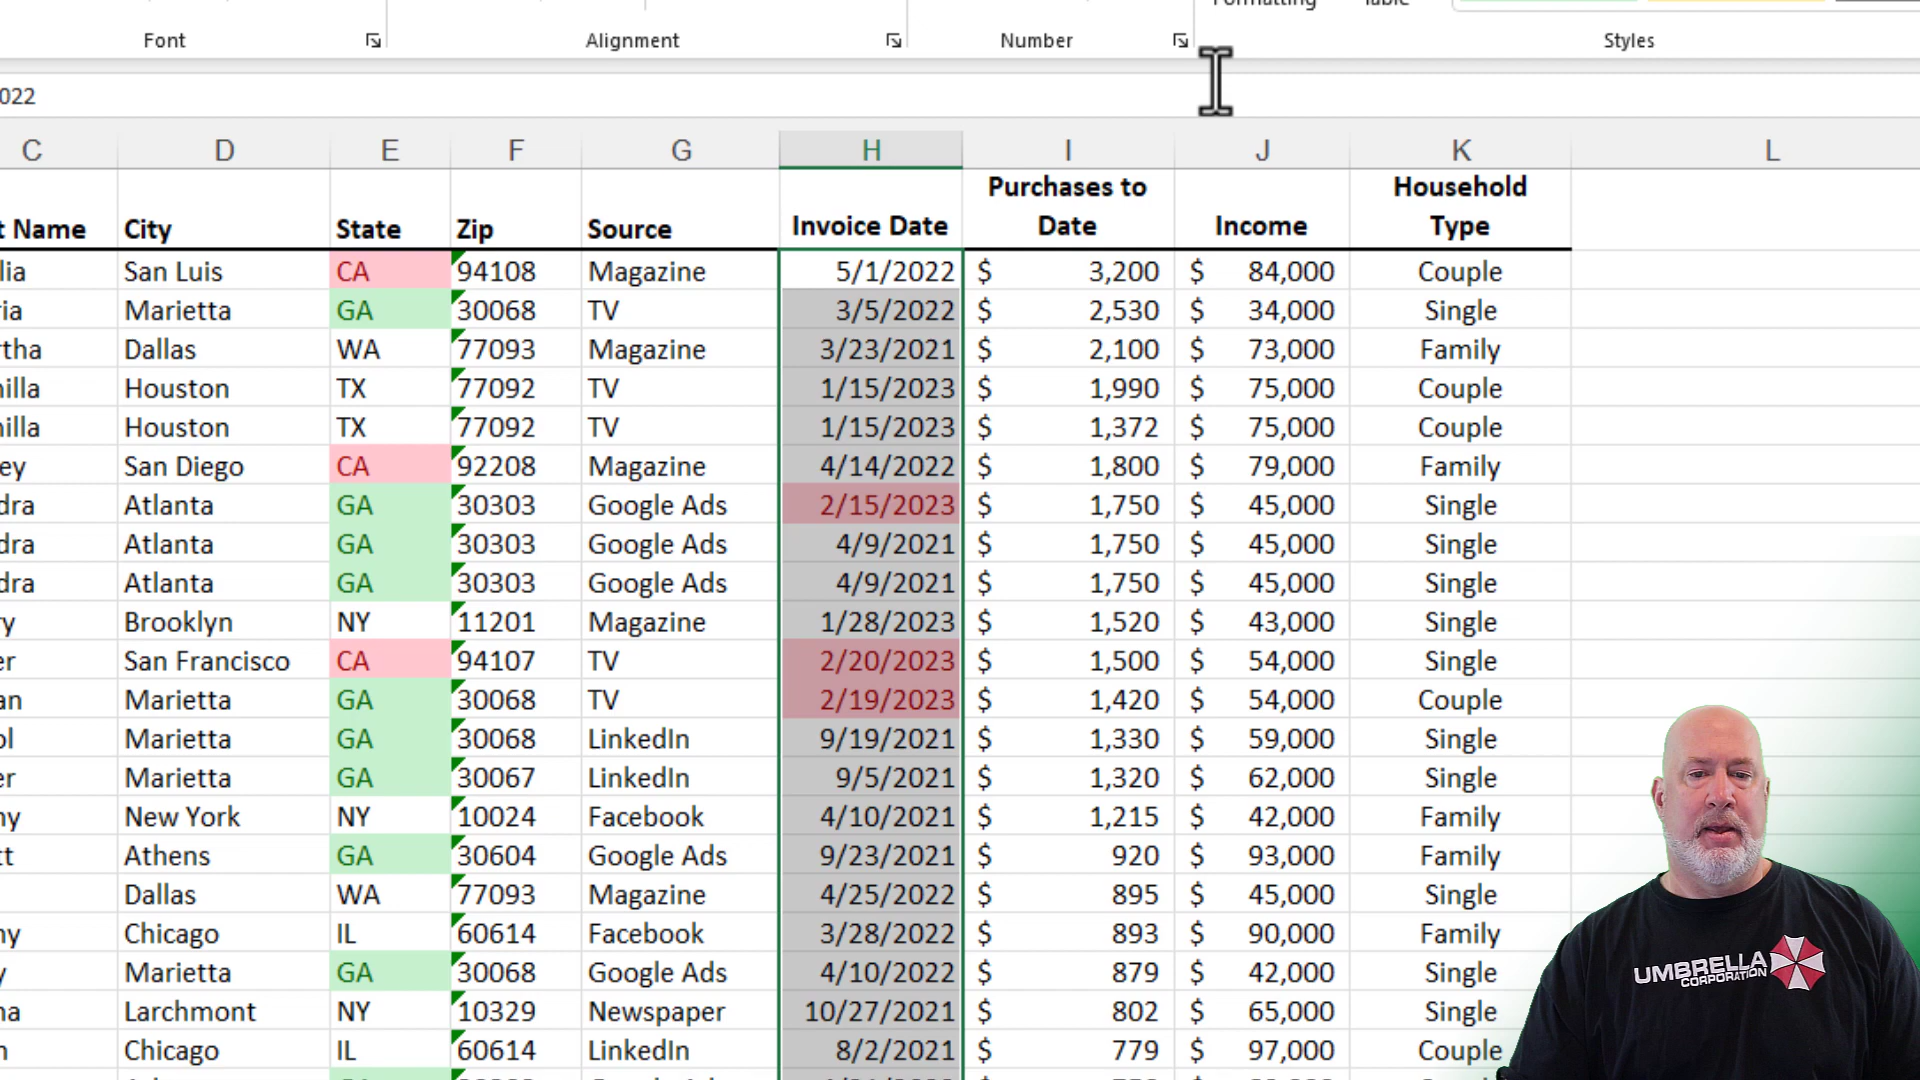 Font Alignment Number Styles
022
C D E F G H I J K L
t Name City State Zip Source Invoice Date Purchases to Date Income Household Type
lia San Luis CA 94108 Magazine 5/1/2022 $ 3,200 $ 84,000 Couple
ria Marietta GA 30068 TV 3/5/2022 $ 2,530 $ 34,000 Single
rtha Dallas WA 77093 Magazine 3/23/2021 $ 2,100 $ 73,000 Family
nilla Houston TX 77092 TV 1/15/2023 $ 1,990 $ 75,000 Couple
nilla Houston TX 77092 TV 1/15/2023 $ 1,372 $ 75,000 Couple
ey San Diego CA 92208 Magazine 4/14/2022 $ 1,800 $ 79,000 Family
dra Atlanta GA 30303 Google Ads 2/15/2023 $ 1,750 $ 45,000 Single
dra Atlanta GA 30303 Google Ads 4/9/2021 $ 1,750 $ 45,000 Single
dra Atlanta GA 30303 Google Ads 4/9/2021 $ 1,750 $ 45,000 Single
ry Brooklyn NY 11201 Magazine 1/28/2023 $ 1,520 $ 43,000 Single
er San Francisco CA 94107 TV 2/20/2023 $ 1,500 $ 54,000 Single
an Marietta GA 30068 TV 2/19/2023 $ 1,420 $ 54,000 Couple
ol Marietta GA 30068 LinkedIn 9/19/2021 $ 1,330 $ 59,000 Single
er Marietta GA 30067 LinkedIn 9/5/2021 $ 1,320 $ 62,000 Single
ny New York NY 10024 Facebook 4/10/2021 $ 1,215 $ 42,000 Family
tt Athens GA 30604 Google Ads 9/23/2021 $ 920 $ 93,000 Family
Dallas WA 77093 Magazine 4/25/2022 $ 895 $ 45,000 Single
ny Chicago IL 60614 Facebook 3/28/2022 $ 893 $ 90,000 Family
y Marietta GA 30068 Google Ads 4/10/2022 $ 879 $ 42,000 Single
na Larchmont NY 10329 Newspaper 10/27/2021 $ 802 $ 65,000 Single
n Chicago IL 60614 LinkedIn 8/2/2021 $ 779 $ 97,000 Couple
UMBRELLA
CORPORATION